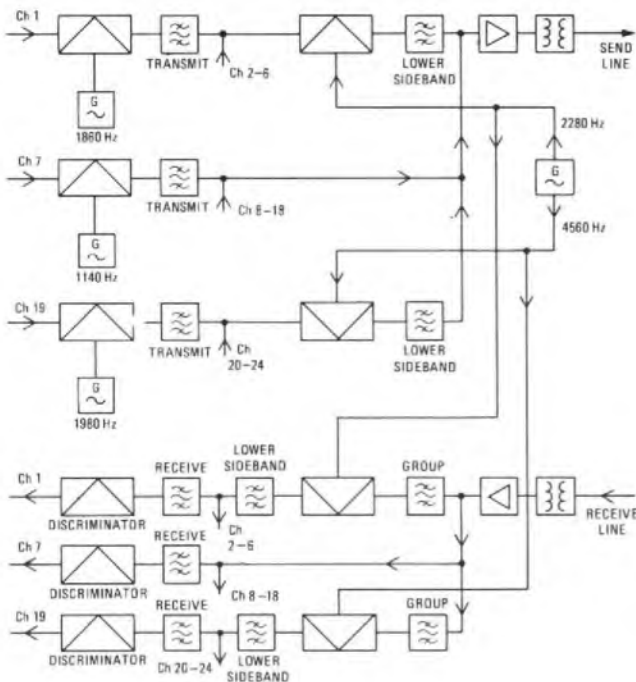 Ch 1
TRANSMIT
Ch 2–6
LOWER
SIDEBAND
SEND
LINE
G
1860 Hz
2280 Hz
Ch 7
TRANSMIT
Ch 8–18
G
G
1140 Hz
4560 Hz
Ch 19
TRANSMIT
Ch
20–24
LOWER
SIDEBAND
G
1980 Hz
Ch 1
DISCRIMINATOR
RECEIVE
LOWER
SIDEBAND
Ch
2–6
GROUP
RECEIVE
LINE
Ch 7
DISCRIMINATOR
RECEIVE
Ch 8–18
Ch 19
DISCRIMINATOR
RECEIVE
Ch 20–24
LOWER
SIDEBAND
GROUP